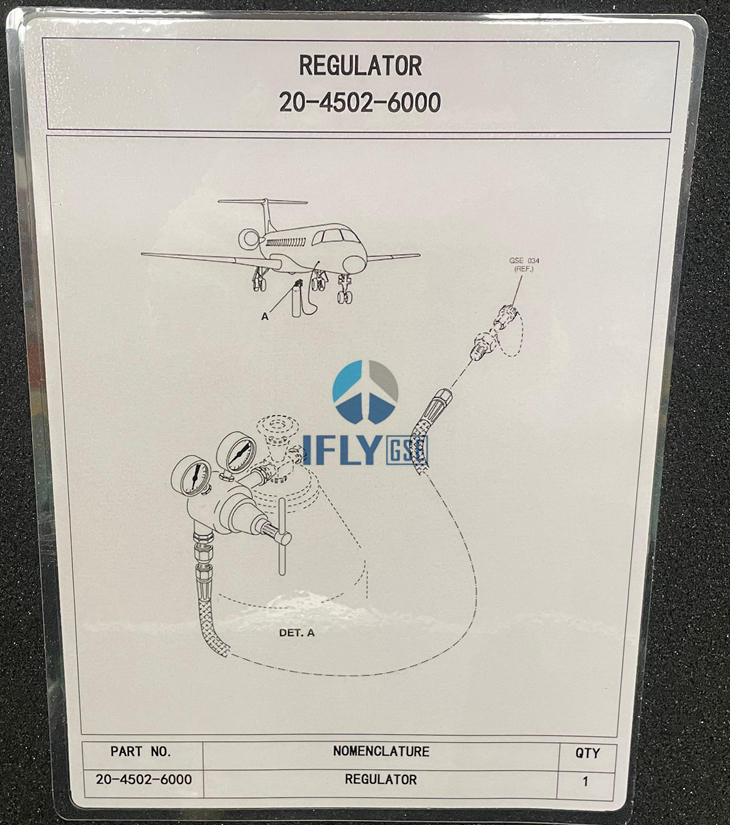 REGULATOR
20-4502-6000
GSE 034
(REF.)
A
IFLY GSE
DET. A
PART NO. NOMENCLATURE QTY
20-4502-6000 REGULATOR 1